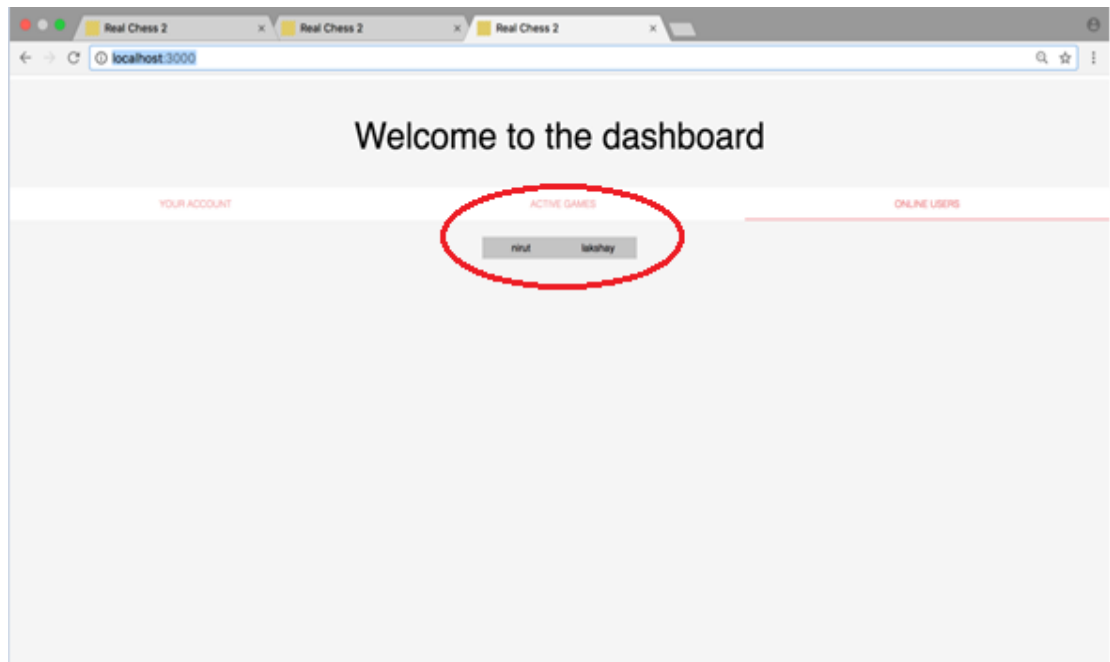 Real Chess 2 Real Chess 2 Real Chess 2
localhost:3000
Welcome to the dashboard
YOUR ACCOUNT ACTIVE GAMES ONLINE USERS
nirut lakshay